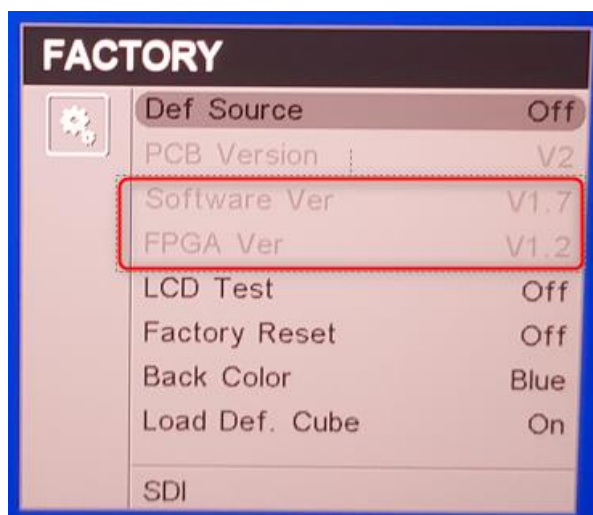 FACTORY
Def Source Off
PCB Version V2
Software Ver V1.7
FPGA Ver V1.2
LCD Test Off
Factory Reset Off
Back Color Blue
Load Def. Cube On
SDI